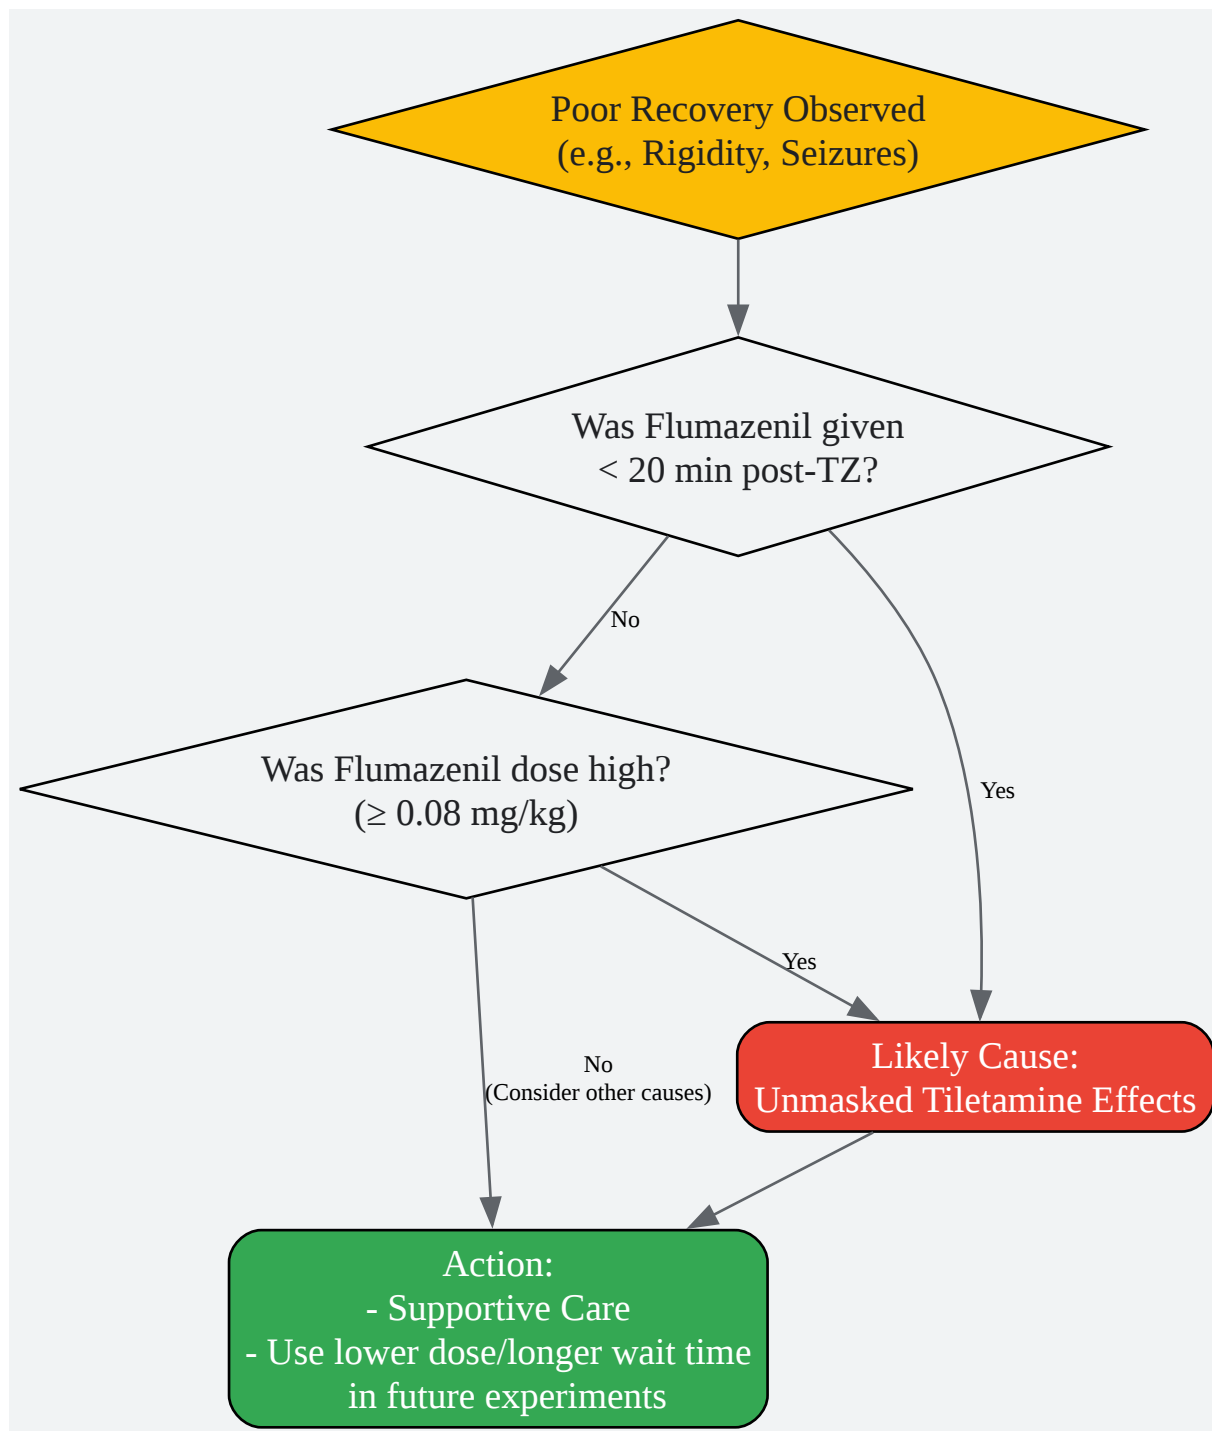 Poor Recovery Observed
(e.g., Rigidity, Seizures)
Was Flumazenil given
< 20 min post-TZ?
No
Was Flumazenil dose high?
(≥ 0.08 mg/kg)
Yes
Yes
No
(Consider other causes)
Likely Cause:
Unmasked Tiletamine Effects
Action:
- Supportive Care
- Use lower dose/longer wait time
in future experiments